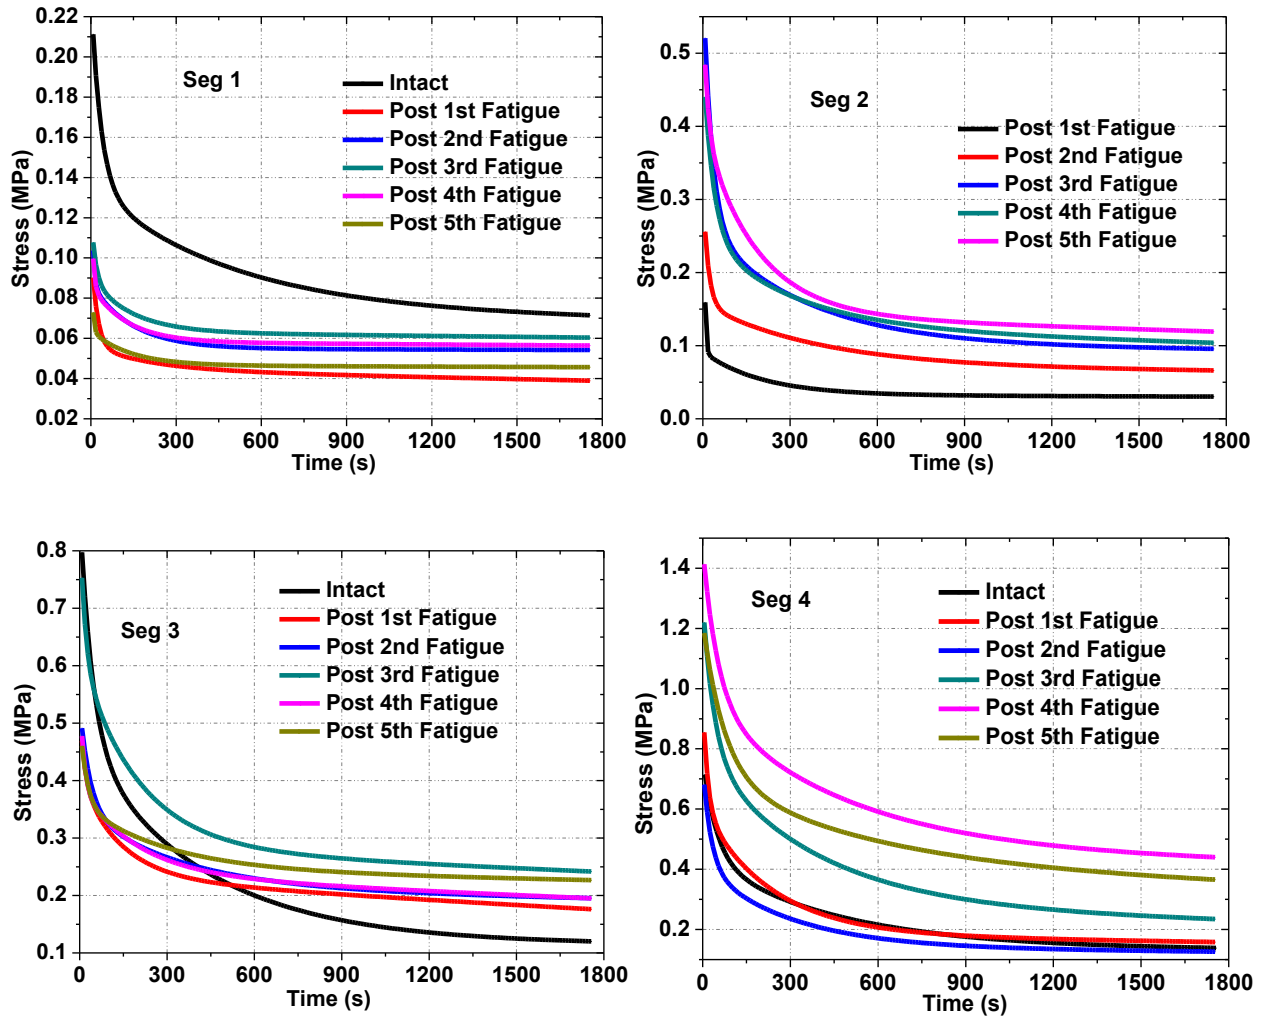 0.22
0.20
0.18
0.16
0.14
0.12
0.10
0.08
0.06
0.04
0.02
Stress (MPa)
Seg 1
Intact
Post 1st Fatigue
Post 2nd Fatigue
Post 3rd Fatigue
Post 4th Fatigue
Post 5th Fatigue
0 300 600 900 1200 1500 1800
Time (s)
0.5
0.4
0.3
0.2
0.1
0.0
Stress (MPa)
Seg 2
Post 1st Fatigue
Post 2nd Fatigue
Post 3rd Fatigue
Post 4th Fatigue
Post 5th Fatigue
0 300 600 900 1200 1500 1800
Time (s)
0.8
0.7
0.6
0.5
0.4
0.3
0.2
0.1
Stress (MPa)
Seg 3
Intact
Post 1st Fatigue
Post 2nd Fatigue
Post 3rd Fatigue
Post 4th Fatigue
Post 5th Fatigue
0 300 600 900 1200 1500 1800
Time (s)
1.4
1.2
1.0
0.8
0.6
0.4
0.2
Stress (MPa)
Seg 4
Intact
Post 1st Fatigue
Post 2nd Fatigue
Post 3rd Fatigue
Post 4th Fatigue
Post 5th Fatigue
0 300 600 900 1200 1500 1800
Time (s)